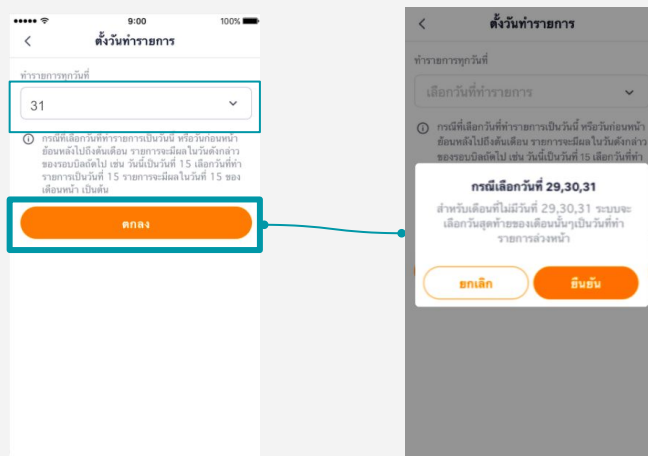 9:00
100%
ตั้งวันทำรายการ
ทำรายการทุกวันที่
31
กรณีที่เลือกวันที่ทำรายการเป็นวันนี้ หรือวันก่อนหน้า
ย้อนหลังไปถึงต้นเดือน รายการจะมีผลในวันดังกล่าว
ของรอบบิลถัดไป เช่น วันนี้เป็นวันที่ 15 เลือกวันที่ทำ
รายการเป็นวันที่ 15 รายการจะมีผลในวันที่ 15 ของ
เดือนหน้า เป็นต้น
ตกลง
ตั้งวันทำรายการ
ทำรายการทุกวันที่
เลือกวันที่ทำรายการ
กรณีที่เลือกวันที่ทำรายการเป็นวันนี้ หรือวันก่อนหน้า
ย้อนหลังไปถึงต้นเดือน รายการจะมีผลในวันดังกล่าว
ของรอบบิลถัดไป เช่น วันนี้เป็นวันที่ 15 เลือกวันที่ทำ
กรณีเลือกวันที่ 29,30,31
สำหรับเดือนที่ไม่มีวันที่ 29,30,31 ระบบจะ
เลือกวันสุดท้ายของเดือนนั้นๆเป็นวันที่ทำ
รายการล่วงหน้า
ยกเลิก
ยืนยัน